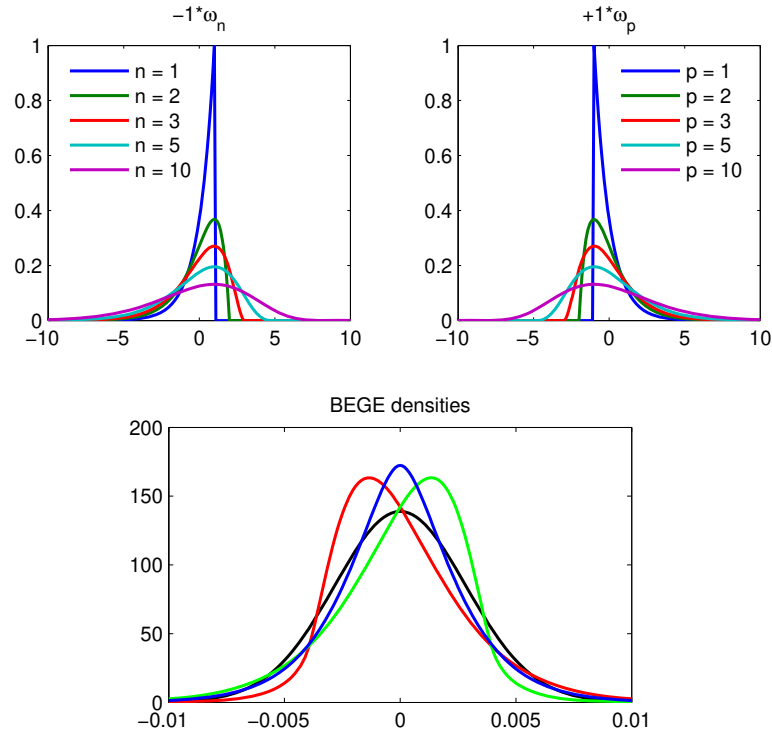 −1*ωn
1
0.8
0.6
0.4
0.2
0
−10 −5 0 5 10
n = 1
n = 2
n = 3
n = 5
n = 10
+1*ωp
1
0.8
0.6
0.4
0.2
0
−10 −5 0 5 10
p = 1
p = 2
p = 3
p = 5
p = 10
BEGE densities
200
150
100
50
0
−0.01 −0.005 0 0.005 0.01